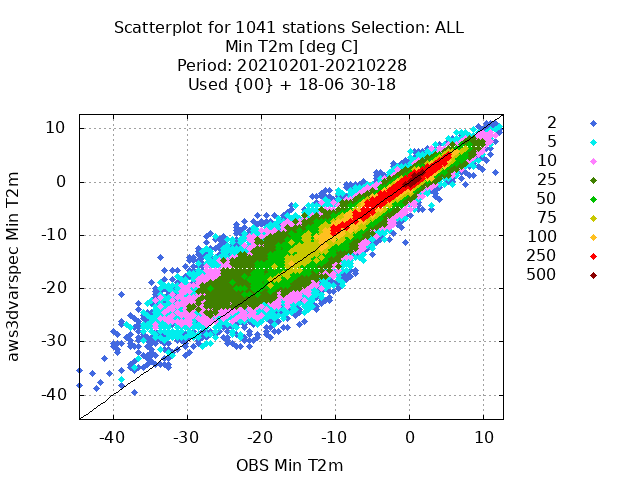 Scatterplot for 1041 stations Selection: ALL
Min T2m [deg C]
Period: 20210201-20210228
Used {00} + 18-06 30-18
aws3dvarspec Min T2m
10
0
-10
-20
-30
-40
-40 -30 -20 -10 0 10
OBS Min T2m
2
5
10
25
50
75
100
250
500